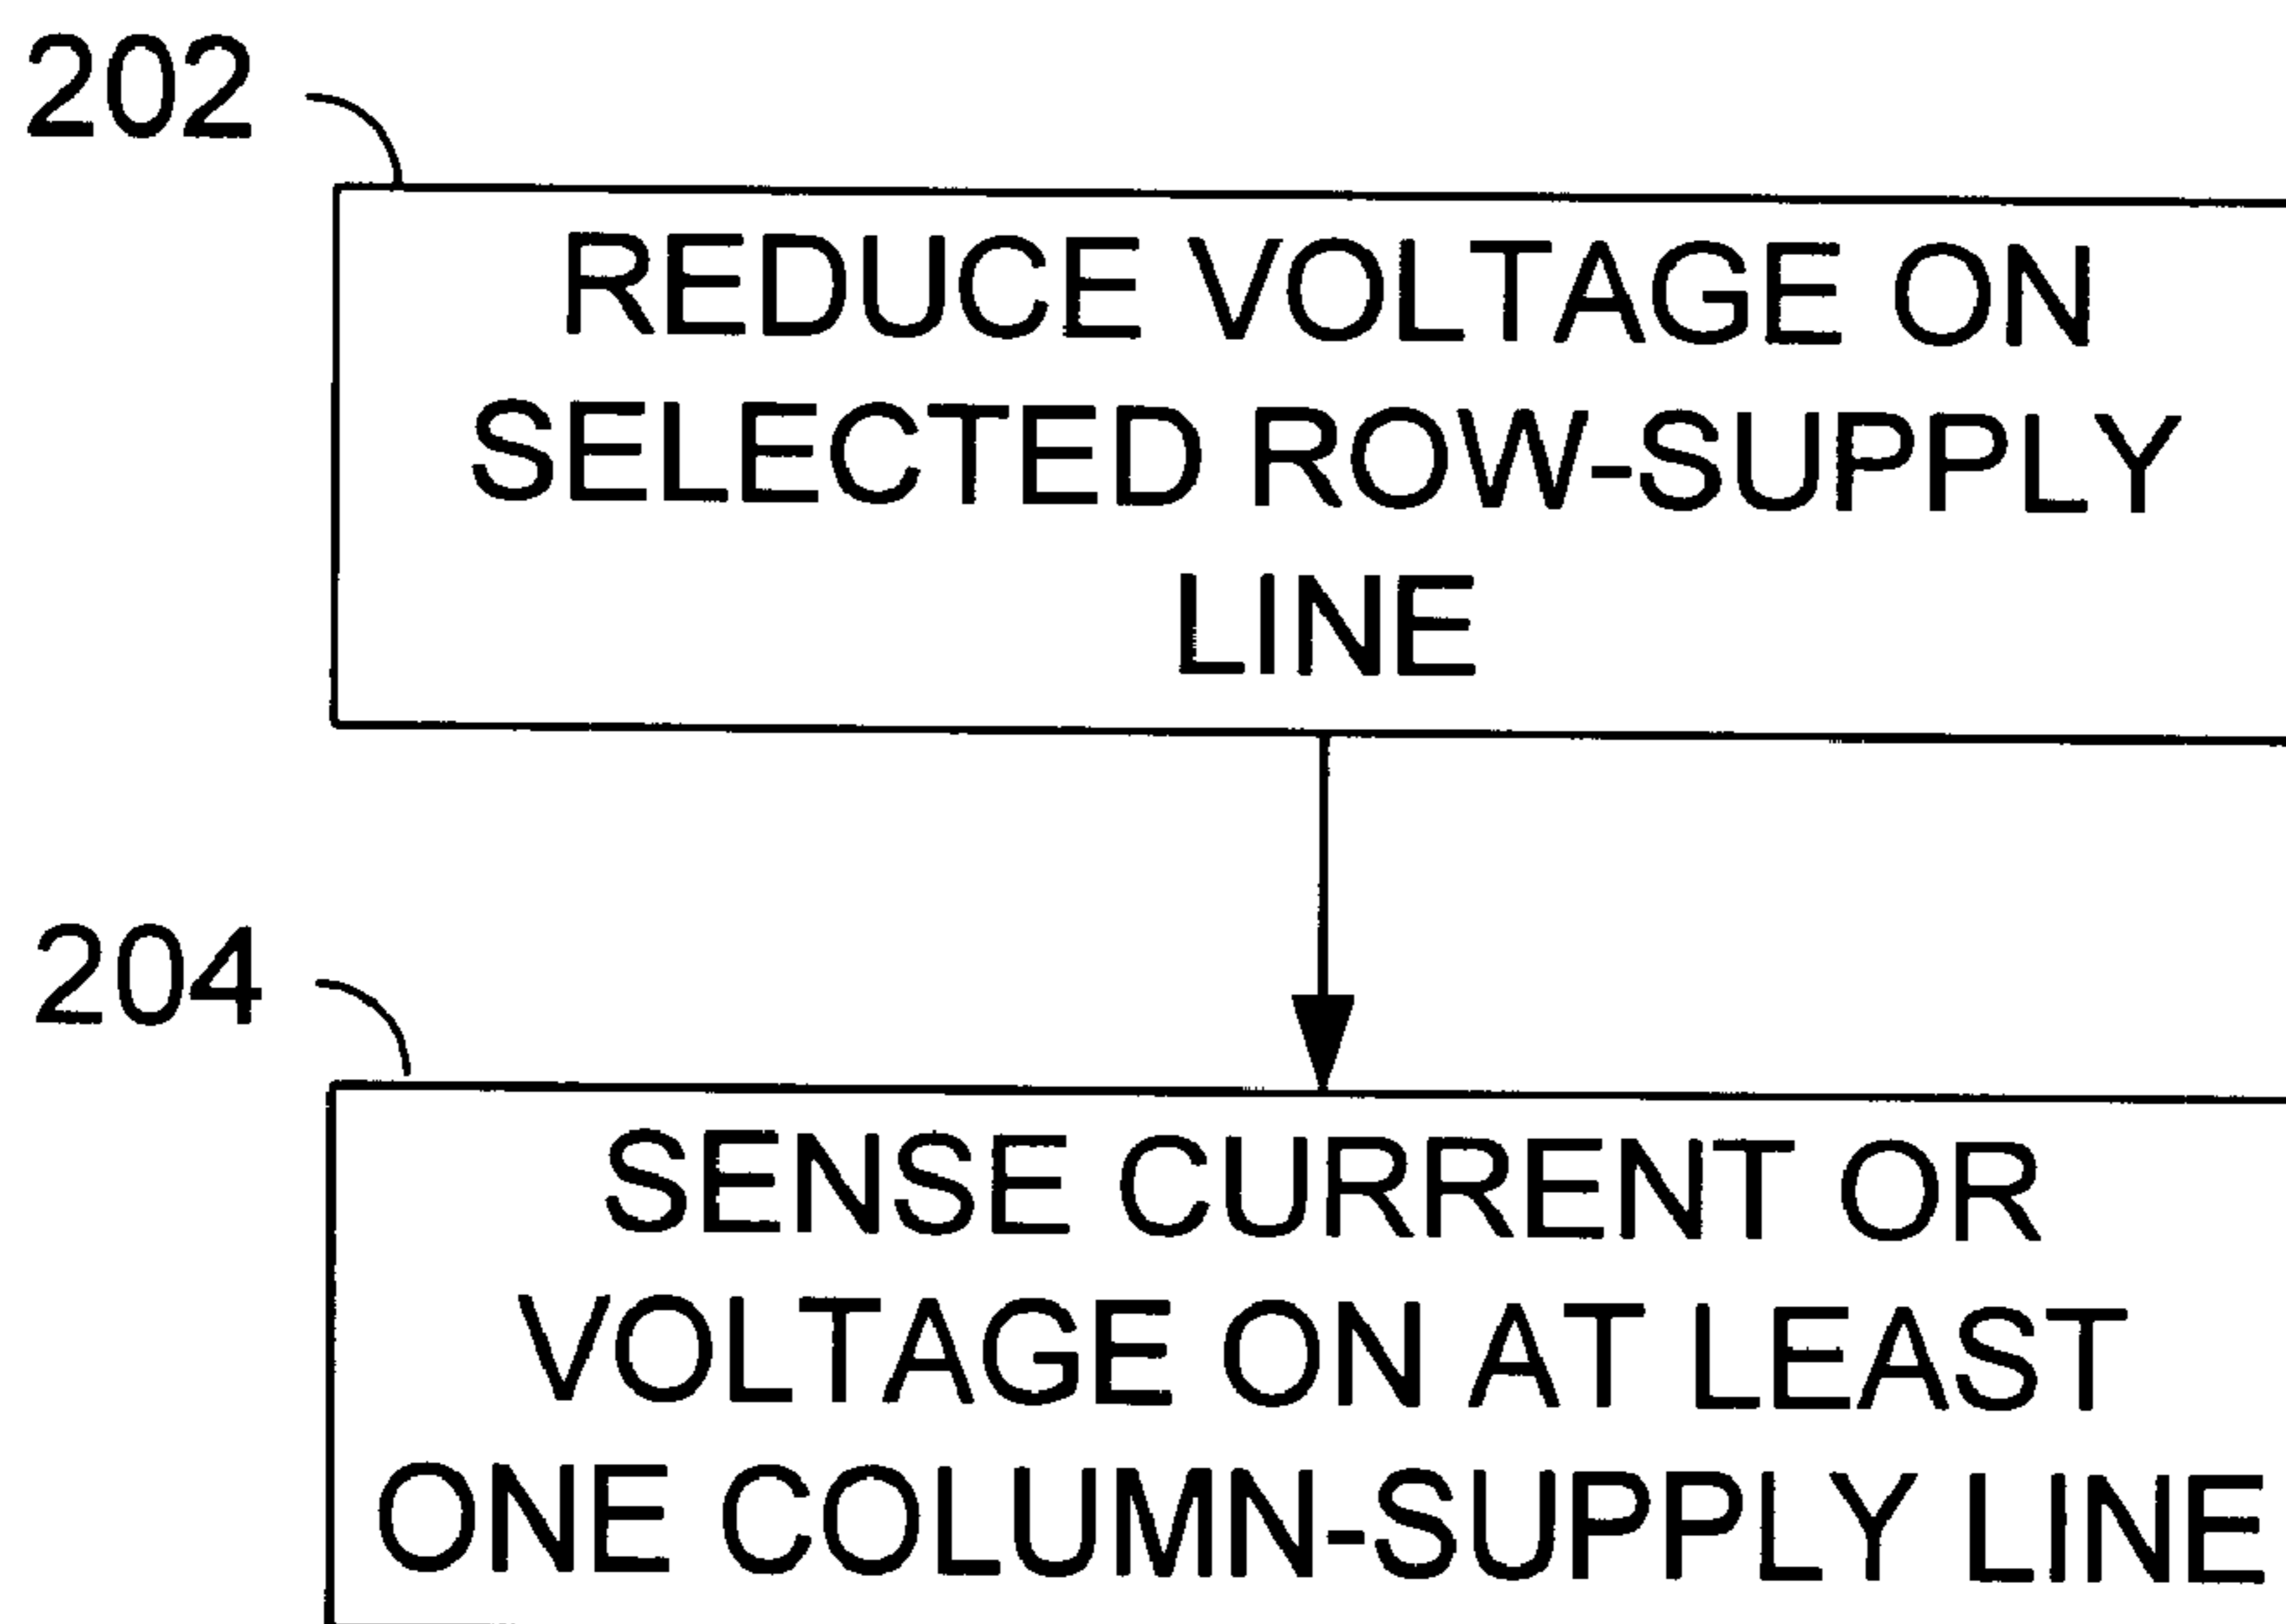 202
REDUCE VOLTAGE ON
SELECTED ROW-SUPPLY
LINE
204
SENSE CURRENT OR
VOLTAGE ON AT LEAST
ONE COLUMN-SUPPLY LINE